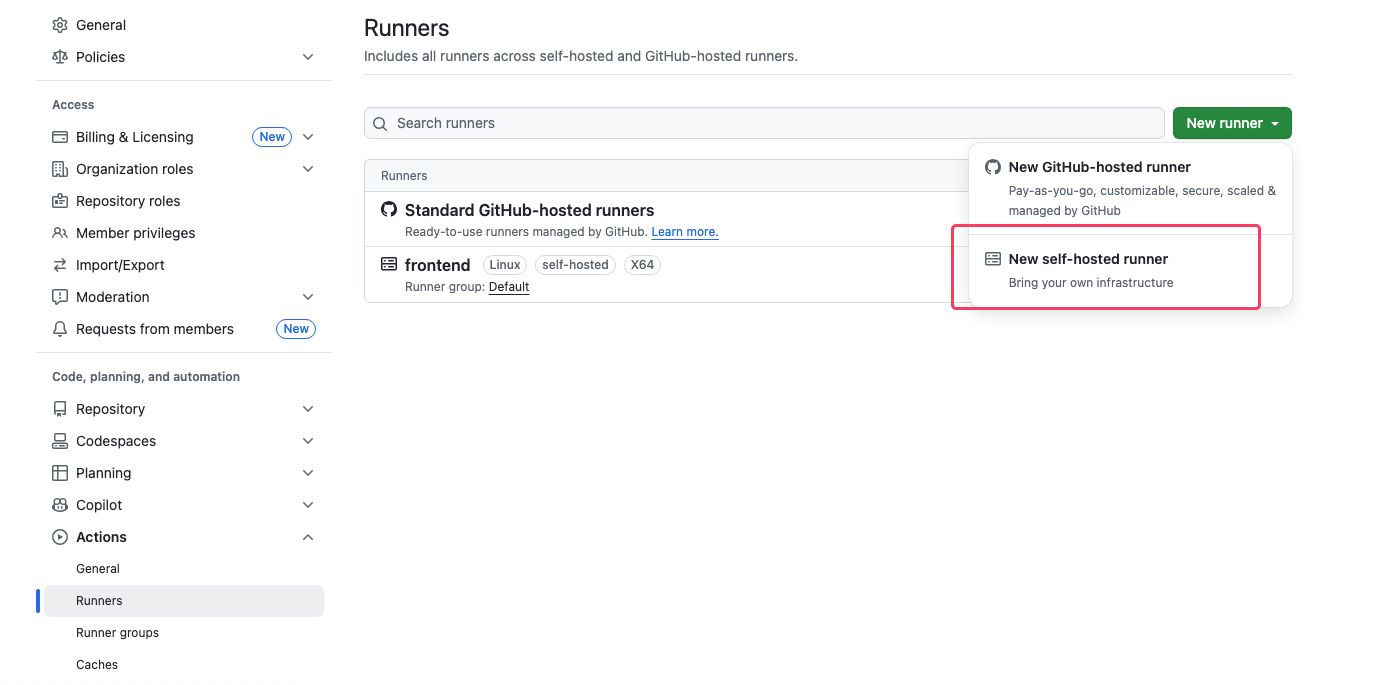 General
Policies
Access
Billing & Licensing New
Organization roles
Repository roles
Member privileges
Import/Export
Moderation
Requests from members New
Code, planning, and automation
Repository
Codespaces
Planning
Copilot
Actions
General
Runners
Runner groups
Caches
Runners
Includes all runners across self-hosted and GitHub-hosted runners.
Search runners
New runner
New GitHub-hosted runner
Pay-as-you-go, customizable, secure, scaled &
managed by GitHub
New self-hosted runner
Bring your own infrastructure
Runners
Standard GitHub-hosted runners
Ready-to-use runners managed by GitHub. Learn more.
frontend Linux self-hosted X64
Runner group: Default